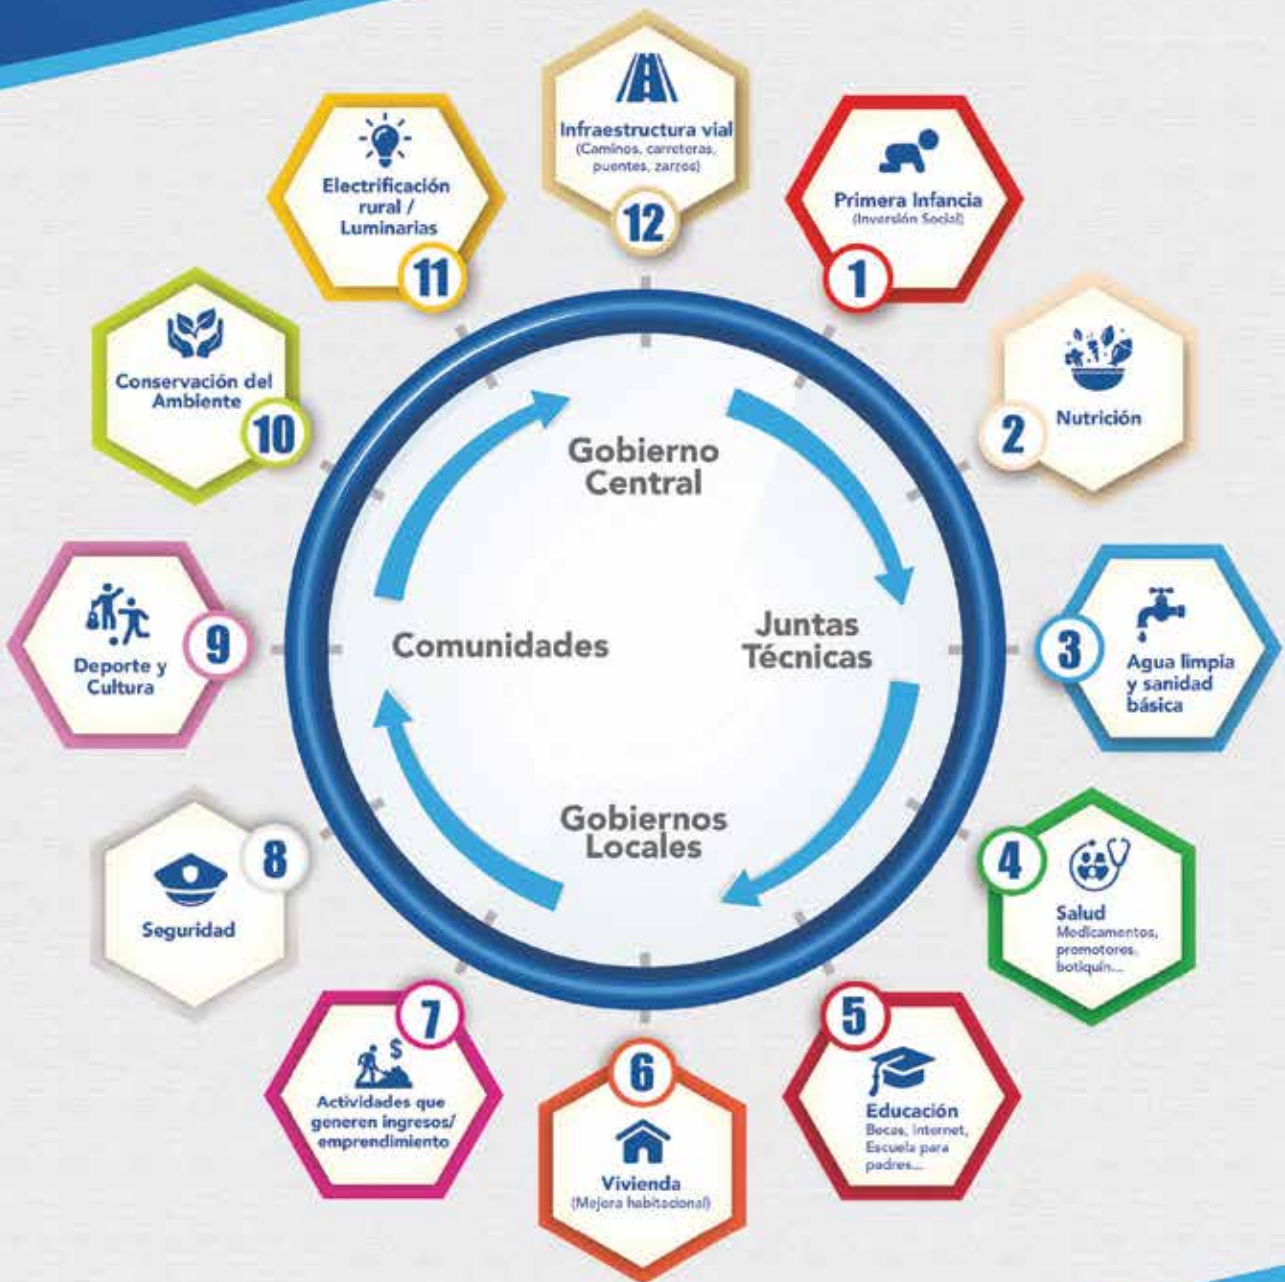 Infraestructura vial
(Caminos, carreteras,
puentes, zarzos)
12
Primera Infancia
(Inversión Social)
1
Nutrición
2
Agua limpia
y sanidad
básica
3
Salud
Medicamentos,
promotores,
botiquín...
4
Educación
Becas, internet,
Escuela para
padres...
5
6
Vivienda
(Mejora habitacional)
7
$
Actividades que
generen ingresos/
emprendimiento
8
Seguridad
9
Deporte y
Cultura
Conservación del
Ambiente
10
Electrificación
rural /
Luminarias
11
Gobierno
Central
Juntas
Técnicas
Gobiernos
Locales
Comunidades